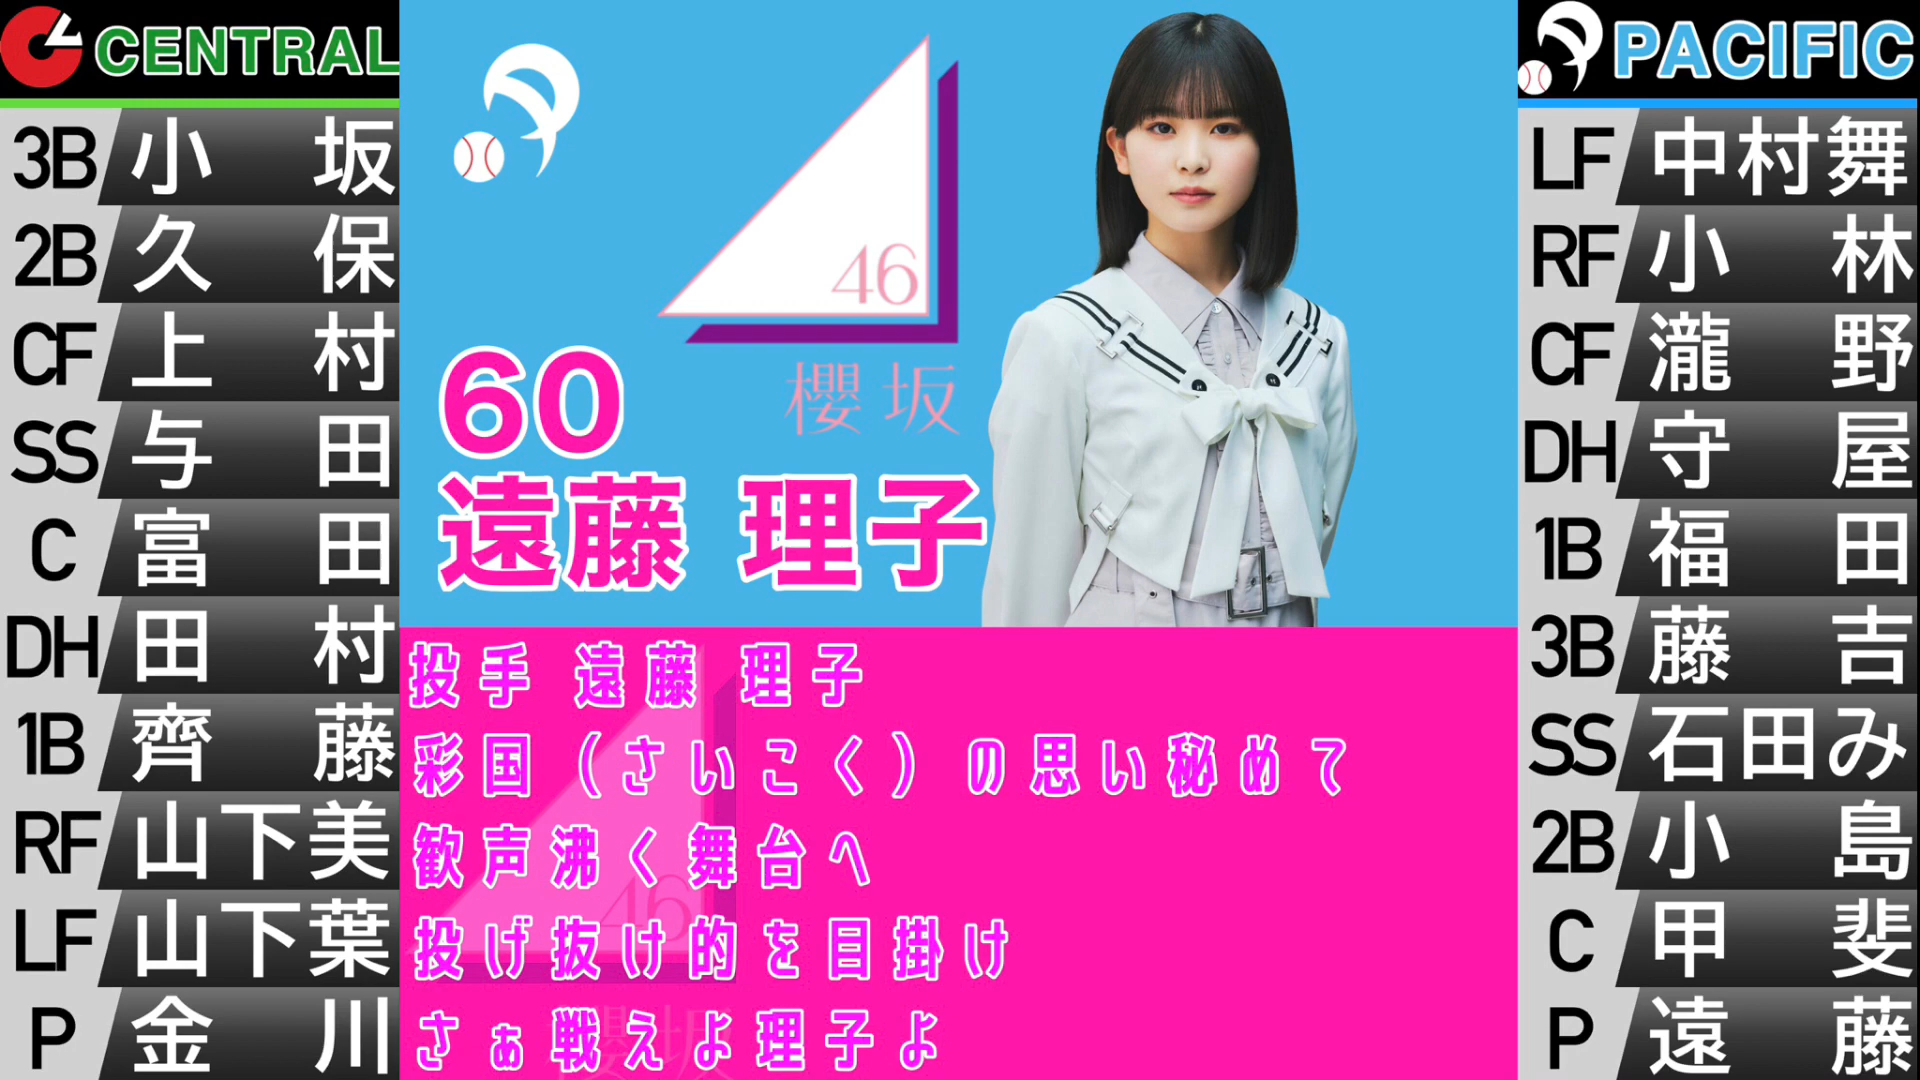 CENTRAL
3B 小坂
2B 久保
CF 上村
SS 与田
C 富田
DH 田村
1B 齊藤
RF 山下美
LF 山下葉
P 金川
46
櫻坂
60
遠藤 理子
投手 遠藤 理子
彩国（さいこく）の思い秘めて
歓声沸く舞台へ
投げ抜け的を目掛け
さぁ戦えよ理子よ
46
櫻坂
PACIFIC
LF 中村舞
RF 小林
CF 瀧野
DH 守屋
1B 福田
3B 藤吉
SS 石田み
2B 小島
C 甲斐
P 遠藤